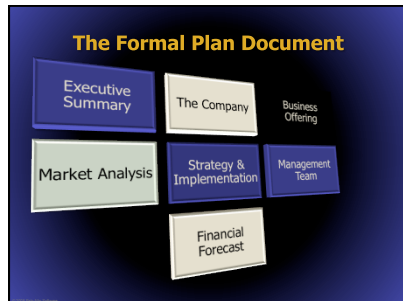 The Formal Plan Document
Executive
Summary
The Company
Business
Offering
Market Analysis
Strategy &
Implementation
Management
Team
Financial
Forecast